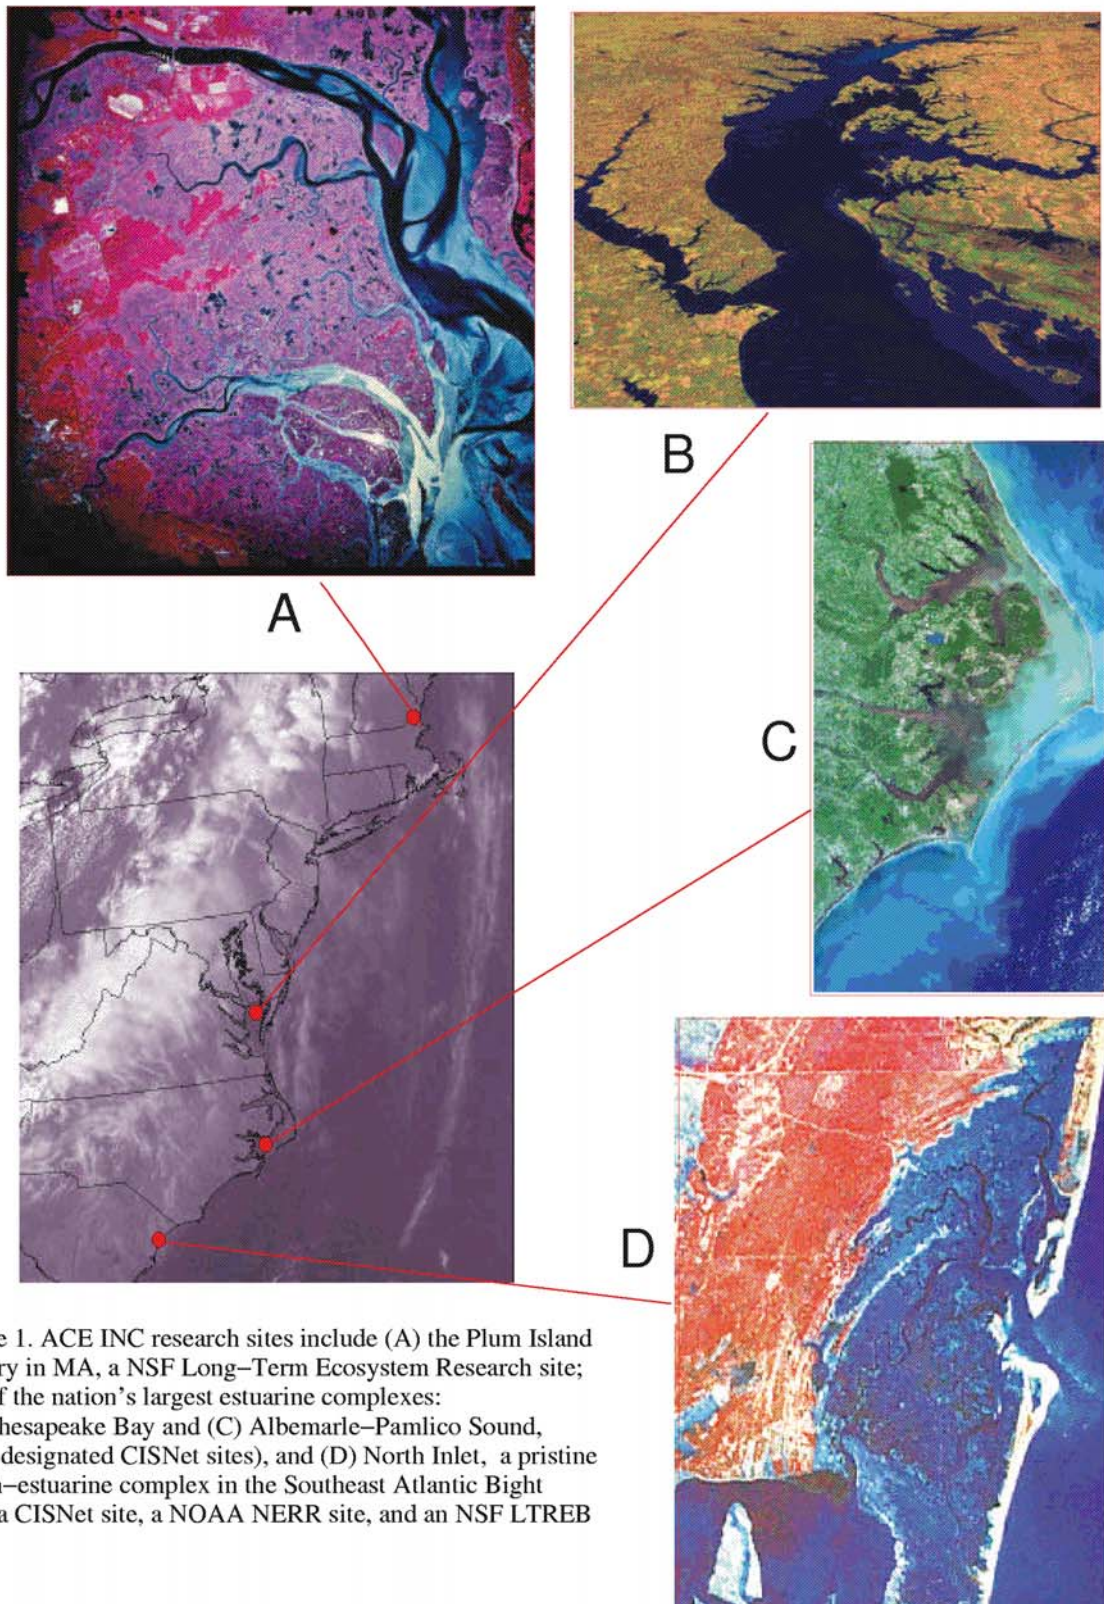 A
B
C
D
e 1. ACE INC research sites include (A) the Plum Island
ry in MA, a NSF Long–Term Ecosystem Research site;
of the nation's largest estuarine complexes:
hesapeake Bay and (C) Albemarle–Pamlico Sound,
designated CISNet sites), and (D) North Inlet, a pristine
–estuarine complex in the Southeast Atlantic Bight
a CISNet site, a NOAA NERR site, and an NSF LTREB